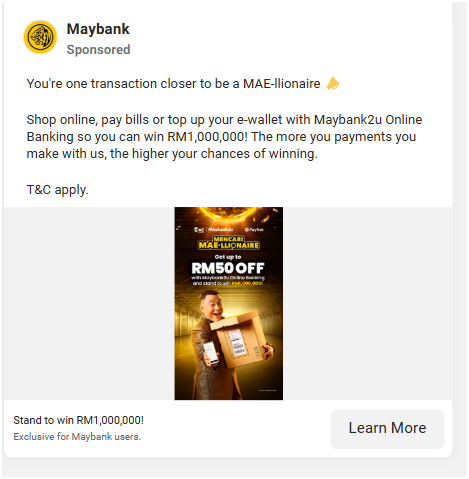 Maybank
Sponsored
You're one transaction closer to be a MAE-llionaire
Shop online, pay bills or top up your e-wallet with Maybank2u Online
Banking so you can win RM1,000,000! The more you payments you
make with us, the higher your chances of winning.
T&C apply.
Maybank2u PayNet
MENCARI
MAE-LLIONAIRE
Get up to
RM50 OFF
with Maybank2u Online Banking
and stand to win RM1,000,000!
Stand to win RM1,000,000!
Exclusive for Maybank users.
Learn More